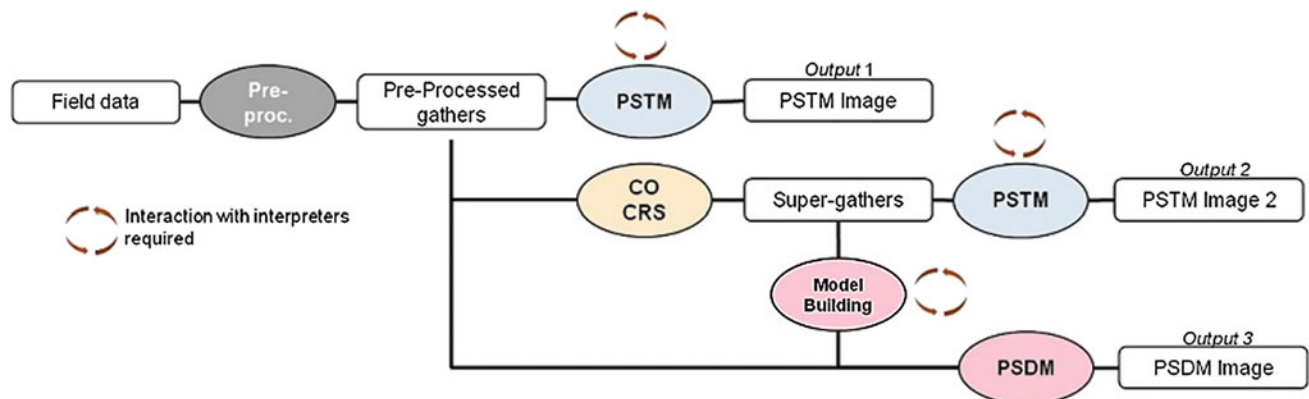 Field data
Pre-
proc.
Pre-Processed
gathers
PSTM
Output 1
PSTM Image
CO
CRS
Super-gathers
PSTM
Output 2
PSTM Image 2
Interaction with interpreters
required
Model
Building
PSDM
Output 3
PSDM Image